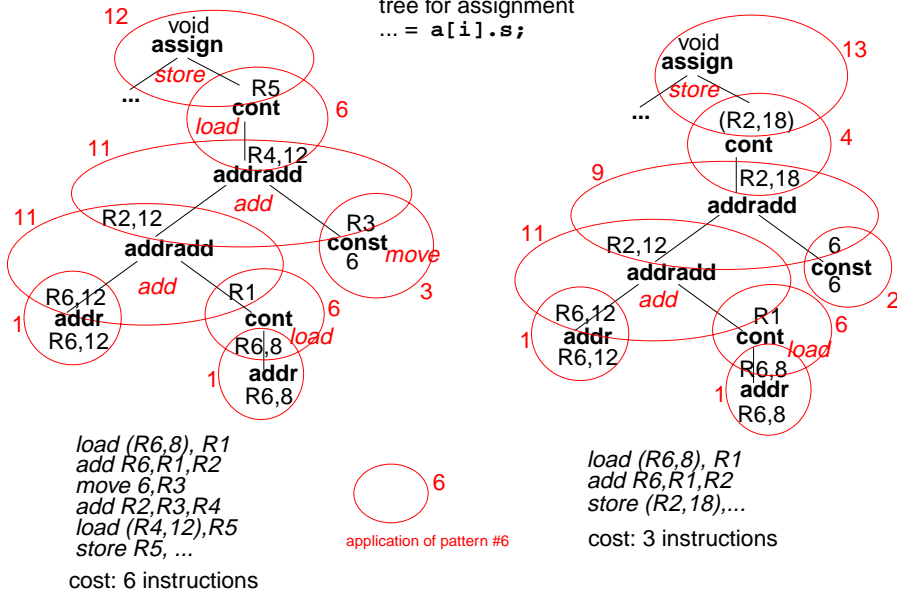 tree for assignment
... = a[i].s;
12
void
assign
store
...
R5
cont
load
6
11
R4,12
addradd
add
11
R2,12
addradd
add
R3
const
6
move
3
R6,12
addr
R6,12
1
R1
cont
load
6
R6,8
addr
R6,8
1
load (R6,8), R1
add R6,R1,R2
move 6,R3
add R2,R3,R4
load (R4,12),R5
store R5, ...
cost: 6 instructions
6
application of pattern #6
13
void
assign
store
...
(R2,18)
cont
4
9
R2,18
addradd
11
R2,12
addradd
add
6
const
6
2
R6,12
addr
R6,12
1
R1
cont
load
6
R6,8
addr
R6,8
1
load (R6,8), R1
add R6,R1,R2
store (R2,18),...
cost: 3 instructions